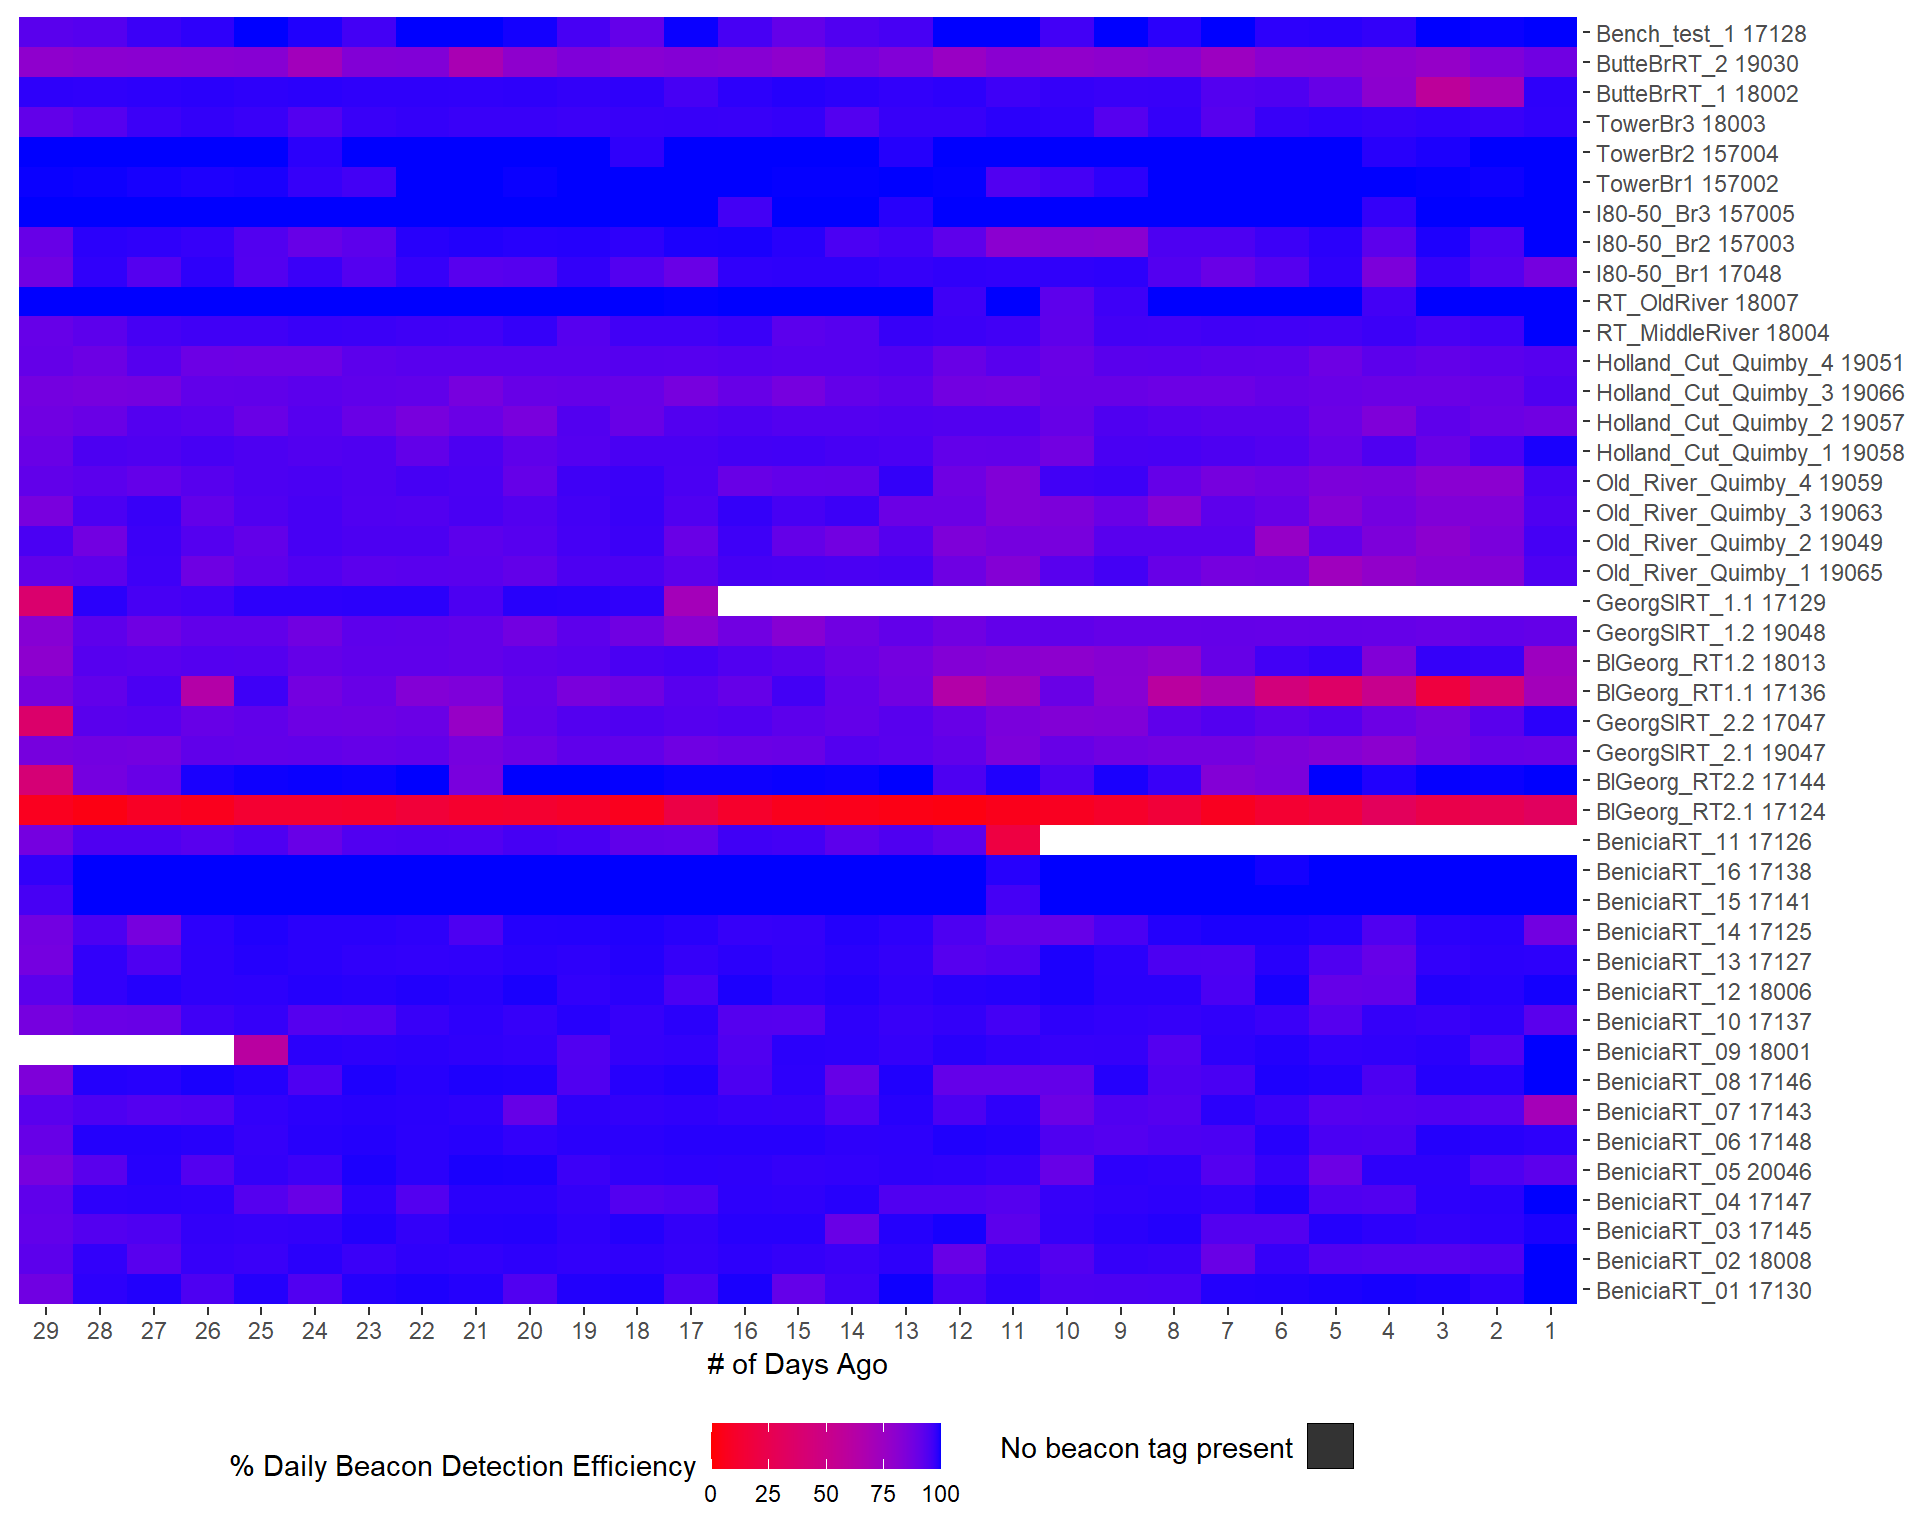 Bench_test_1 17128
ButteBrRT_2 19030
ButteBrRT_1 18002
TowerBr3 18003
TowerBr2 157004
TowerBr1 157002
I80-50_Br3 157005
I80-50_Br2 157003
I80-50_Br1 17048
RT_OldRiver 18007
RT_MiddleRiver 18004
Holland_Cut_Quimby_4 19051
Holland_Cut_Quimby_3 19066
Holland_Cut_Quimby_2 19057
Holland_Cut_Quimby_1 19058
Old_River_Quimby_4 19059
Old_River_Quimby_3 19063
Old_River_Quimby_2 19049
Old_River_Quimby_1 19065
GeorgSlRT_1.1 17129
GeorgSlRT_1.2 19048
BlGeorg_RT1.2 18013
BlGeorg_RT1.1 17136
GeorgSlRT_2.2 17047
GeorgSlRT_2.1 19047
BlGeorg_RT2.2 17144
BlGeorg_RT2.1 17124
BeniciaRT_11 17126
BeniciaRT_16 17138
BeniciaRT_15 17141
BeniciaRT_14 17125
BeniciaRT_13 17127
BeniciaRT_12 18006
BeniciaRT_10 17137
BeniciaRT_09 18001
BeniciaRT_08 17146
BeniciaRT_07 17143
BeniciaRT_06 17148
BeniciaRT_05 20046
BeniciaRT_04 17147
BeniciaRT_03 17145
BeniciaRT_02 18008
BeniciaRT_01 17130
29 28 27 26 25 24 23 22 21 20 19 18 17 16 15 14 13 12 11 10 9 8 7 6 5 4 3 2 1
# of Days Ago
% Daily Beacon Detection Efficiency
0 25 50 75 100
No beacon tag present